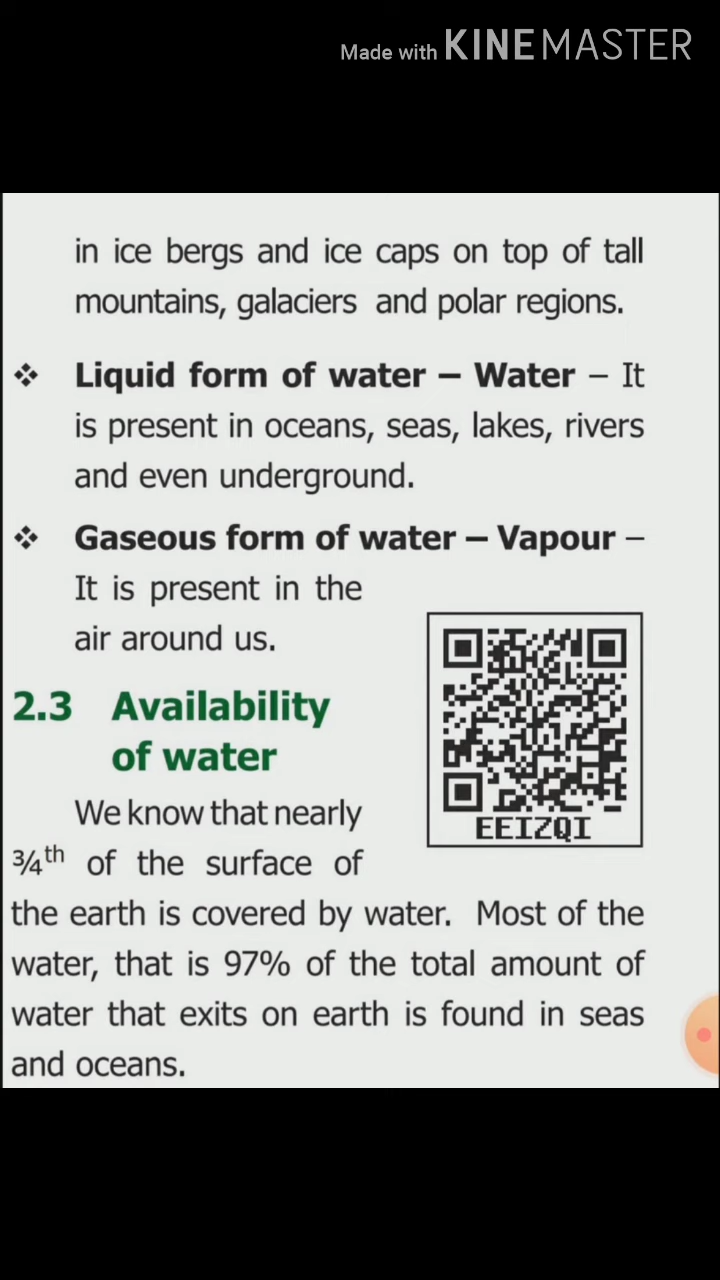 Made with KINEMASTER
in ice bergs and ice caps on top of tall
mountains, galaciers and polar regions.
❖ Liquid form of water – Water – It
is present in oceans, seas, lakes, rivers
and even underground.
❖ Gaseous form of water – Vapour –
It is present in the
air around us.
2.3 Availability
of water
We know that nearly
¾th of the surface of
the earth is covered by water. Most of the
water, that is 97% of the total amount of
water that exits on earth is found in seas
and oceans.
EEIZQI